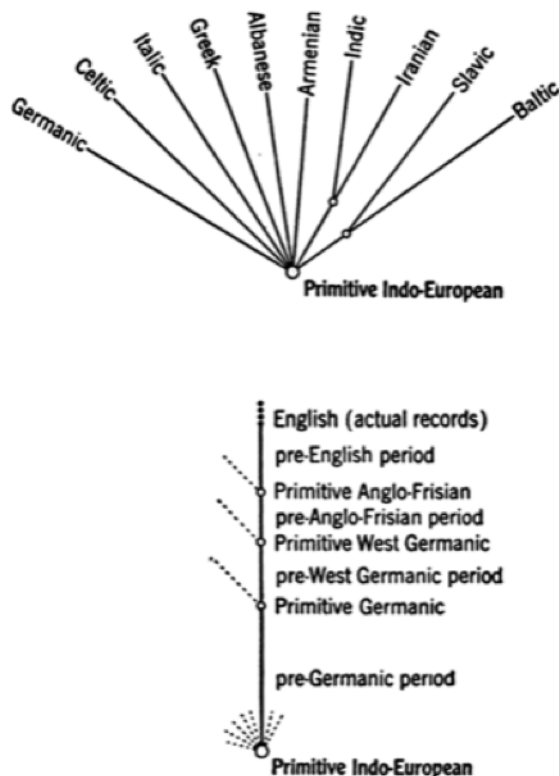 Germanic
Celtic
Italic
Greek
Albanese
Armenian
Indic
Iranian
Slavic
Baltic
Primitive Indo-European
English (actual records)
pre-English period
Primitive Anglo-Frisian
pre-Anglo-Frisian period
Primitive West Germanic
pre-West Germanic period
Primitive Germanic
pre-Germanic period
Primitive Indo-European